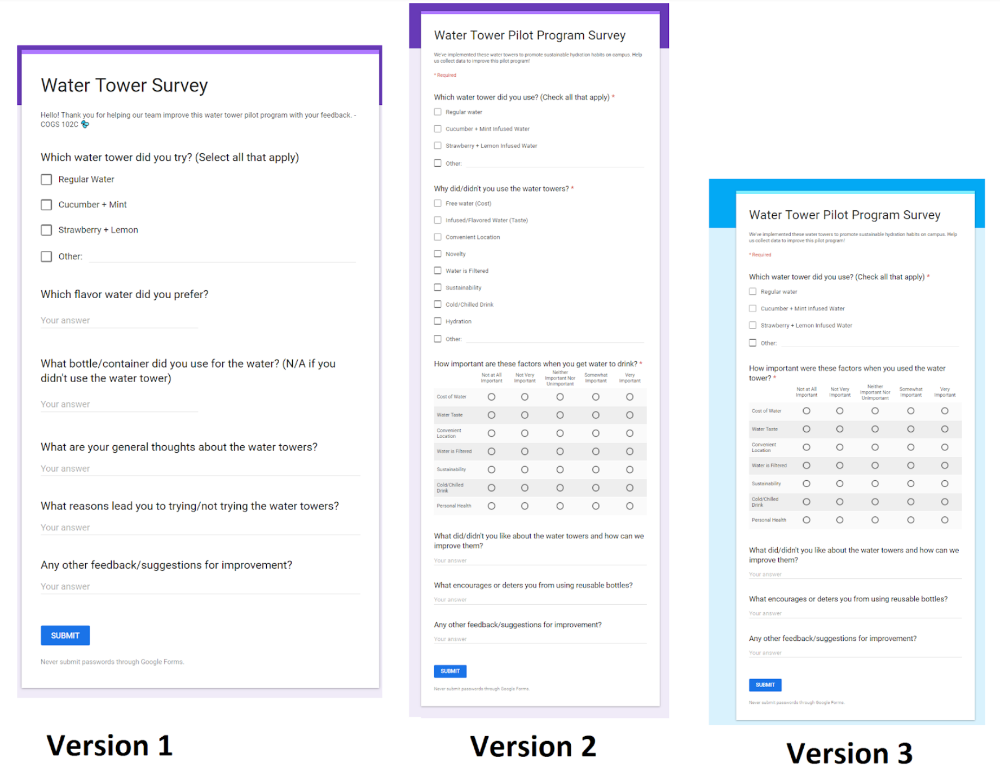 Water Tower Survey
Hello! Thank you for helping our team improve this water tower pilot program with your feedback. -
COGS 102C
Which water tower did you try? (Select all that apply)
Regular Water
Cucumber + Mint
Strawberry + Lemon
Other:
Which flavor water did you prefer?
Your answer
What bottle/container did you use for the water? (N/A if you
didn't use the water tower)
Your answer
What are your general thoughts about the water towers?
Your answer
What reasons lead you to trying/not trying the water towers?
Your answer
Any other feedback/suggestions for improvement?
Your answer
SUBMIT
Never submit passwords through Google Forms.
Version 1
Water Tower Pilot Program Survey
We've implemented these water towers to promote sustainable hydration habits on campus. Help
us collect data to improve this pilot program!
* Required
Which water tower did you use? (Check all that apply) *
Regular water
Cucumber + Mint Infused Water
Strawberry + Lemon Infused Water
Other:
Why did/didn't you use the water towers? *
Free water (Cost)
Infused/Flavored Water (Taste)
Convenient Location
Novelty
Water is Filtered
Sustainability
Cold/Chilled Drink
Hydration
Other:
How important are these factors when you get water to drink? *
Not at All Important
Not Very Important
Neither Important Nor Unimportant
Somewhat Important
Very Important
Cost of Water
Water Taste
Convenient
Location
Water is Filtered
Sustainability
Cold/Chilled
Drink
Personal Health
What did/didn't you like about the water towers and how can we
improve them?
Your answer
What encourages or deters you from using reusable bottles?
Your answer
Any other feedback/suggestions for improvement?
Your answer
SUBMIT
Never submit passwords through Google Forms.
Version 2
Water Tower Pilot Program Survey
We've implemented these water towers to promote sustainable hydration habits on campus. Help
us collect data to improve this pilot program!
* Required
Which water tower did you use? (Check all that apply) *
Regular water
Cucumber + Mint Infused Water
Strawberry + Lemon Infused Water
Other:
How important were these factors when you used the water
tower? *
Not at All Important
Not Very Important
Neither Important Nor Unimportant
Somewhat Important
Very Important
Cost of Water
Water Taste
Convenient
Location
Water is Filtered
Sustainability
Cold/Chilled
Drink
Personal Health
What did/didn't you like about the water towers and how can we
improve them?
Your answer
What encourages or deters you from using reusable bottles?
Your answer
Any other feedback/suggestions for improvement?
Your answer
SUBMIT
Never submit passwords through Google Forms.
Version 3